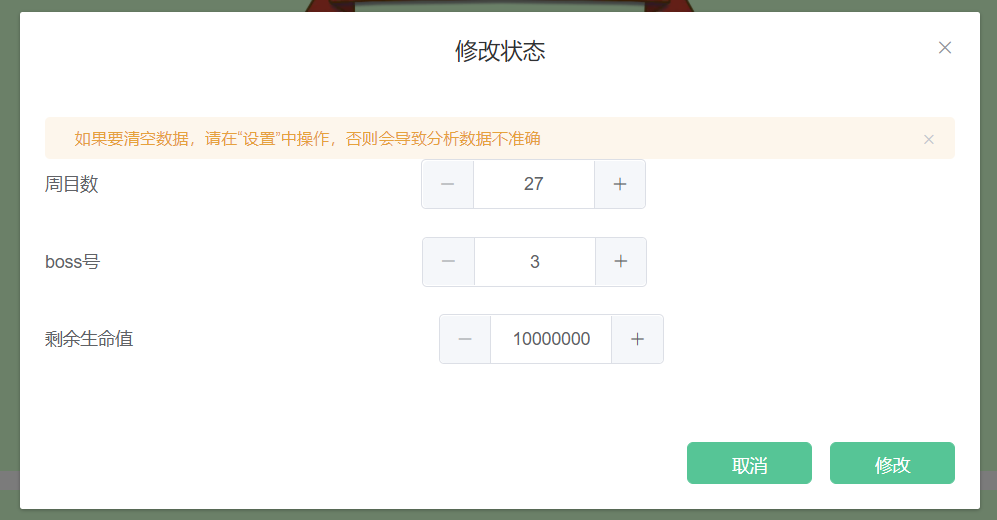 修改状态
如果要清空数据，请在“设置”中操作，否则会导致分析数据不准确
周目数
27
boss号
3
剩余生命值
10000000
取消
修改